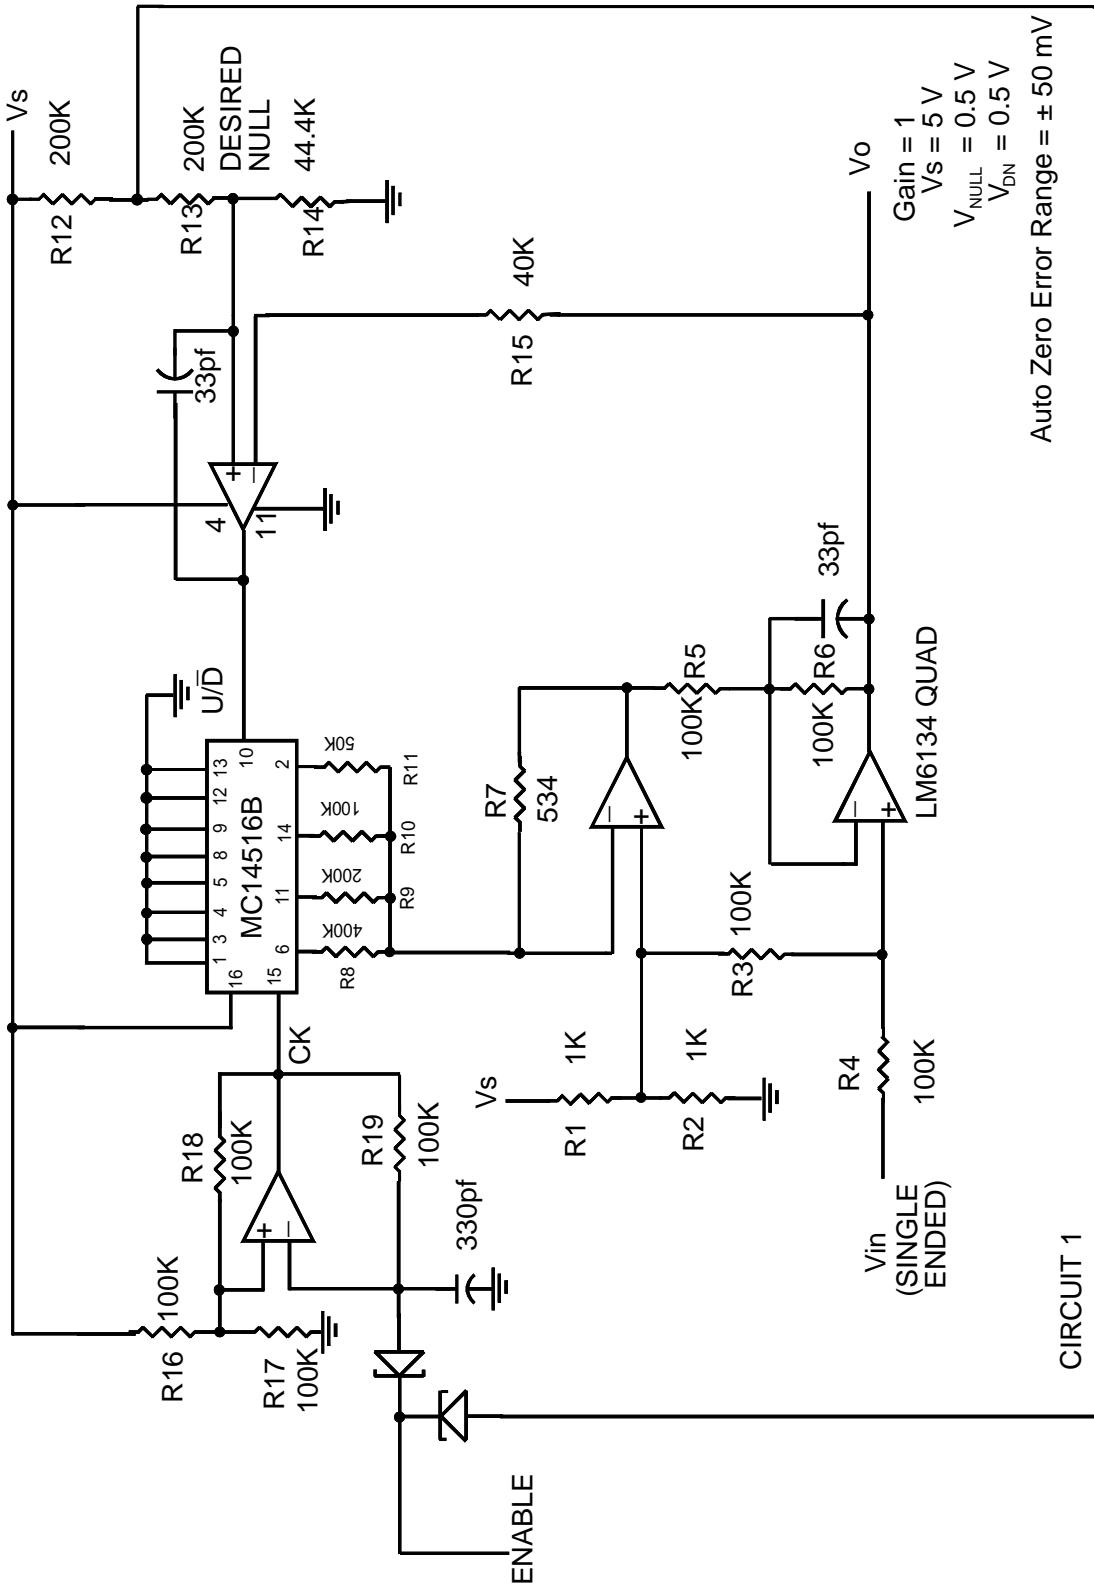 Vs
200K
R12
200K
DESIRED
NULL
R13
44.4K
R14
33pf
+
−
4
11
40K
R15
Vo
Gain = 1
Vs = 5 V
VNULL = 0.5 V
VDN = 0.5 V
Auto Zero Error Range = ± 50 mV
U/D̅
13
12
9
8
5
4
3
1
16
15
10
MC14516B
2
14
11
6
50K
100K
200K
400K
R11
R10
R9
R8
CK
R7
534
−
+
R5
100K
33pf
R6
100K
−
+
LM6134 QUAD
100K
R3
Vs
1K
R1
1K
R2
R4
100K
Vin
(SINGLE
ENDED)
R18
100K
R19
100K
+
−
100K
R16
R17
100K
330pf
ENABLE
CIRCUIT 1